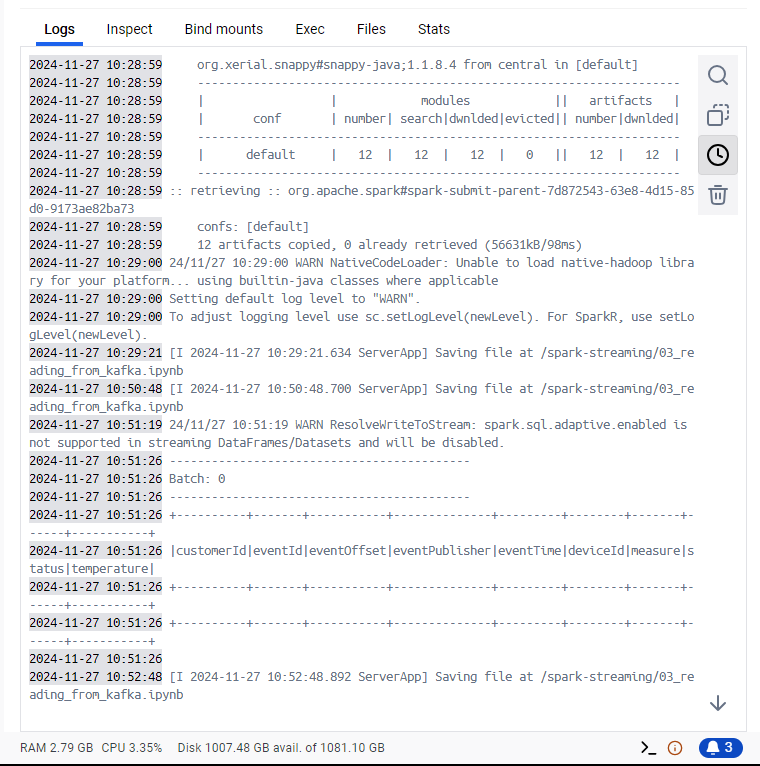 Logs Inspect Bind mounts Exec Files Stats
2024-11-27 10:28:59     org.xerial.snappy#snappy-java;1.1.8.4 from central in [default]
2024-11-27 10:28:59     ---------------------------------------------------------------------
2024-11-27 10:28:59     |                  |            modules            ||   artifacts   |
2024-11-27 10:28:59     |       conf       | number| search|dwnlded|evicted|| number|dwnlded|
2024-11-27 10:28:59     ---------------------------------------------------------------------
2024-11-27 10:28:59     |      default     |   12  |   12  |   12  |   0   ||   12  |   12  |
2024-11-27 10:28:59     ---------------------------------------------------------------------
2024-11-27 10:28:59 :: retrieving :: org.apache.spark#spark-submit-parent-7d872543-63e8-4d15-85
d0-9173ae82ba73
2024-11-27 10:28:59     confs: [default]
2024-11-27 10:28:59     12 artifacts copied, 0 already retrieved (56631kB/98ms)
2024-11-27 10:29:00 24/11/27 10:29:00 WARN NativeCodeLoader: Unable to load native-hadoop libra
ry for your platform... using builtin-java classes where applicable
2024-11-27 10:29:00 Setting default log level to "WARN".
2024-11-27 10:29:00 To adjust logging level use sc.setLogLevel(newLevel). For SparkR, use setLo
gLevel(newLevel).
2024-11-27 10:29:21 [I 2024-11-27 10:29:21.634 ServerApp] Saving file at /spark-streaming/03_re
ading_from_kafka.ipynb
2024-11-27 10:50:48 [I 2024-11-27 10:50:48.700 ServerApp] Saving file at /spark-streaming/03_re
ading_from_kafka.ipynb
2024-11-27 10:51:19 24/11/27 10:51:19 WARN ResolveWriteToStream: spark.sql.adaptive.enabled is
not supported in streaming DataFrames/Datasets and will be disabled.
2024-11-27 10:51:26 -------------------------------------------
2024-11-27 10:51:26 Batch: 0
2024-11-27 10:51:26 -------------------------------------------
2024-11-27 10:51:26 +----------+-------+-----------+--------------+---------+--------+-------+-
-----+-----------+
2024-11-27 10:51:26 |customerId|eventId|eventOffset|eventPublisher|eventTime|deviceId|measure|s
tatus|temperature|
2024-11-27 10:51:26 +----------+-------+-----------+--------------+---------+--------+-------+-
-----+-----------+
2024-11-27 10:51:26 +----------+-------+-----------+--------------+---------+--------+-------+-
-----+-----------+
2024-11-27 10:51:26
2024-11-27 10:52:48 [I 2024-11-27 10:52:48.892 ServerApp] Saving file at /spark-streaming/03_re
ading_from_kafka.ipynb
RAM 2.79 GB CPU 3.35% Disk 1007.48 GB avail. of 1081.10 GB 3